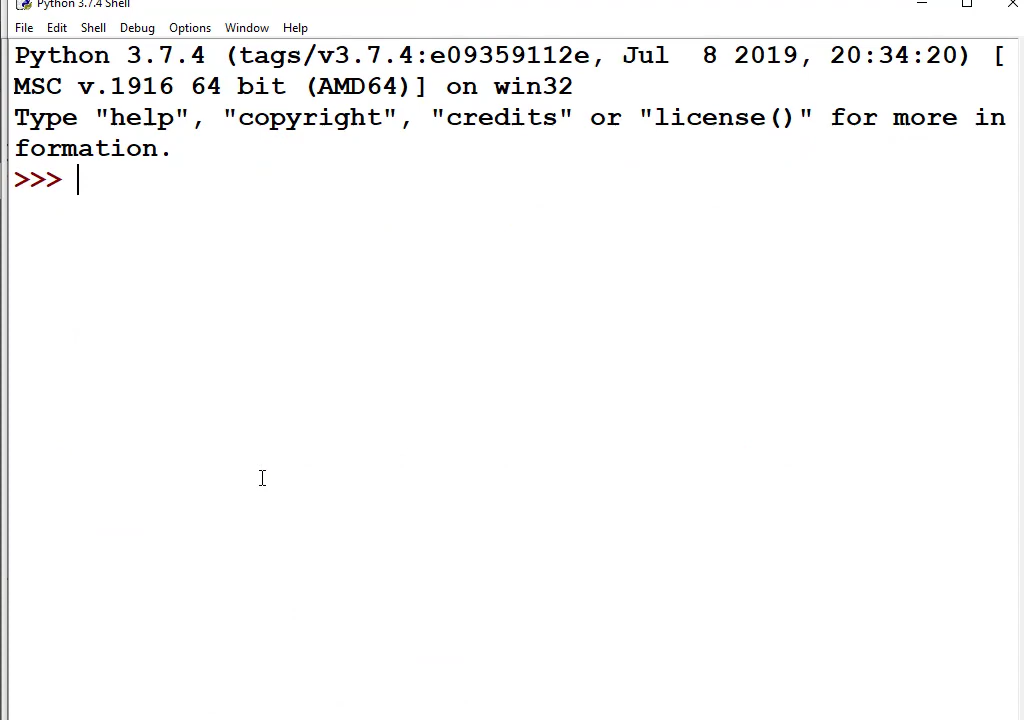 Python 3.7.4 Shell
File Edit Shell Debug Options Window Help
Python 3.7.4 (tags/v3.7.4:e09359112e, Jul  8 2019, 20:34:20) [
MSC v.1916 64 bit (AMD64)] on win32
Type "help", "copyright", "credits" or "license()" for more in
formation.
>>>